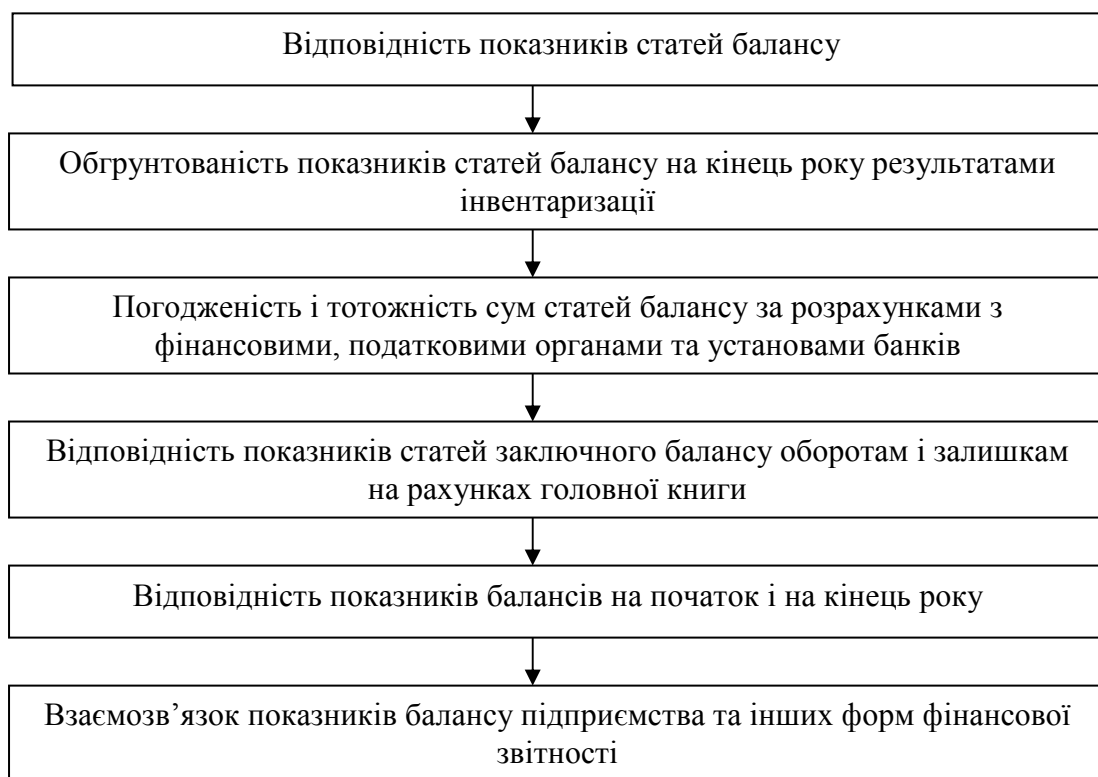 Відповідність показників статей балансу
Обгрунтованість показників статей балансу на кінець року результатами
інвентаризації
Погодженість і тотожність сум статей балансу за розрахунками з
фінансовими, податковими органами та установами банків
Відповідність показників статей заключного балансу оборотам і залишкам
на рахунках головної книги
Відповідність показників балансів на початок і на кінець року
Взаємозв’язок показників балансу підприємства та інших форм фінансової
звітності